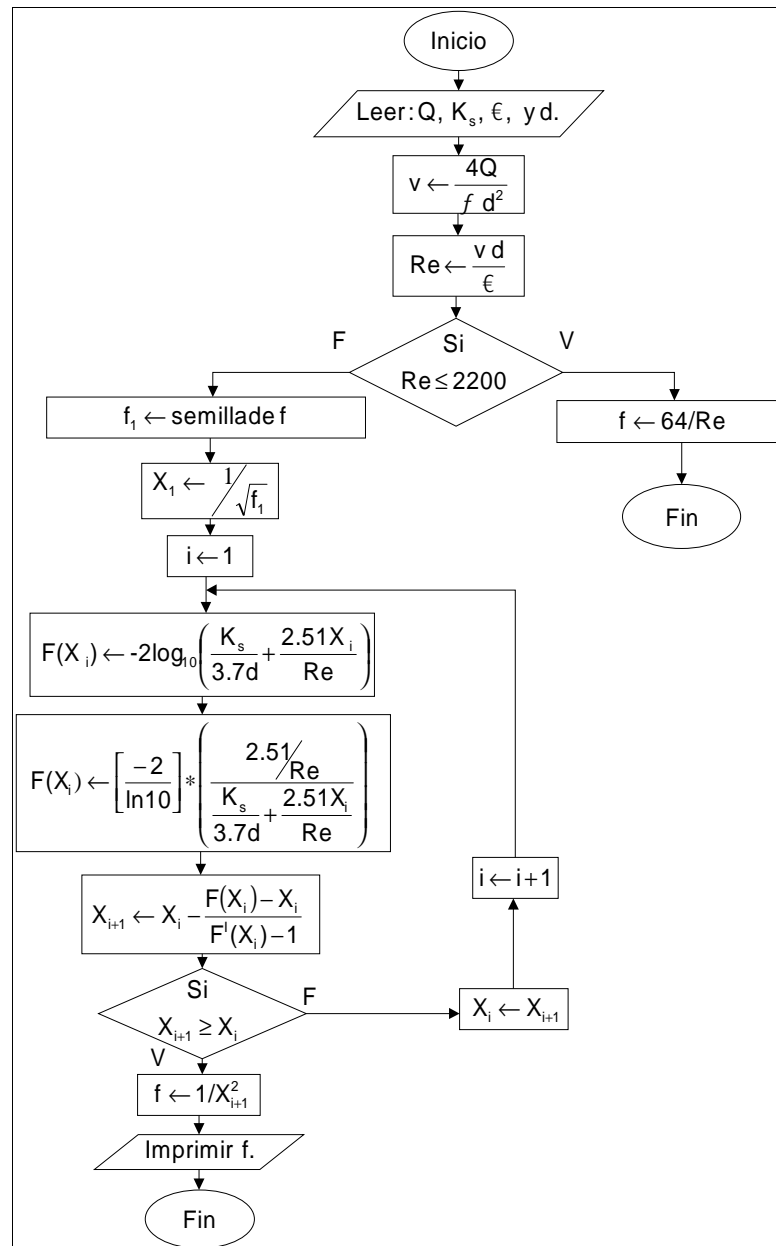 Inicio
Leer: Q, Kₛ, €, y d.
v ← 4Q / ƒ d²
Re ← v d / €
F
Si
Re ≤ 2200
V
f₁ ← semillade f
f ← 64/Re
X₁ ← 1/√f₁
Fin
i ← 1
F(Xᵢ) ← -2log₁₀(Kₛ/3.7d + 2.51Xᵢ/Re)
F(Xᵢ) ← [−2/ln10] * ((2.51/Re) / (Kₛ/3.7d + 2.51Xᵢ/Re))
i ← i+1
Xᵢ₊₁ ← Xᵢ − (F(Xᵢ) − Xᵢ) / (Fᴵ(Xᵢ) − 1)
Si
Xᵢ₊₁ ≥ Xᵢ
F
Xᵢ ← Xᵢ₊₁
V
f ← 1/X²ᵢ₊₁
Imprimir f.
Fin